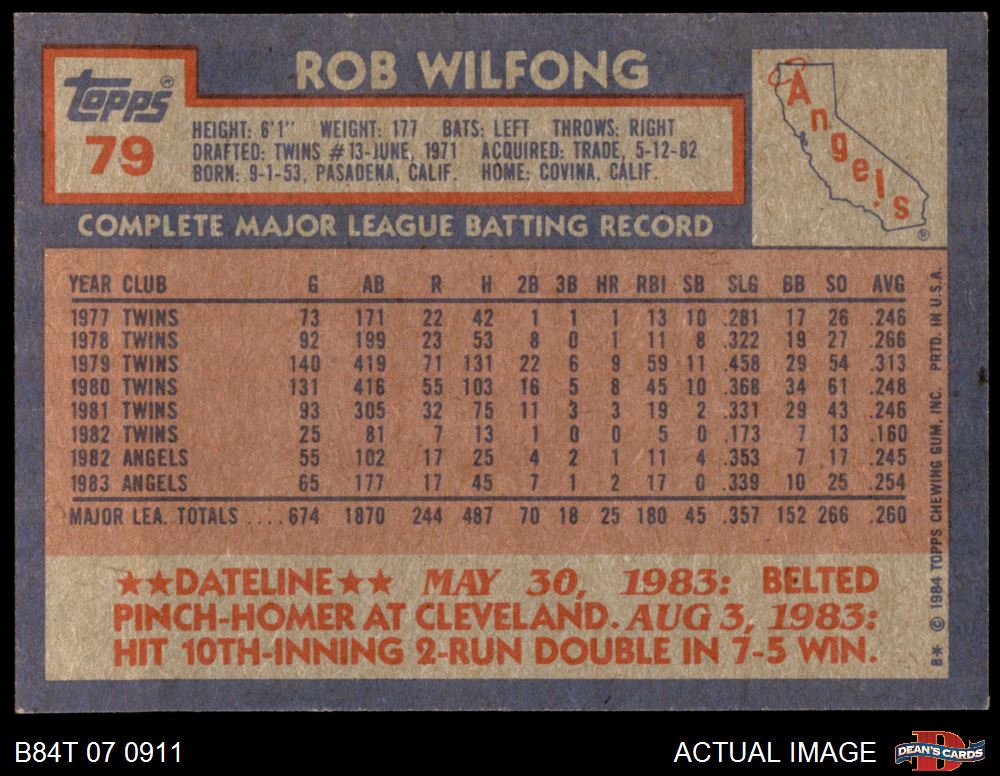 ROB WILFONG
Topps®
79
HEIGHT: 6'1" WEIGHT: 177 BATS: LEFT THROWS: RIGHT
DRAFTED: TWINS #13-JUNE, 1971 ACQUIRED: TRADE, 5-12-82
BORN: 9-1-53, PASADENA, CALIF. HOME: COVINA, CALIF.
Angels
®
COMPLETE MAJOR LEAGUE BATTING RECORD
YEAR CLUB G AB R H 2B 3B HR RBI SB SLG BB SO AVG
1977 TWINS 73 171 22 42 1 1 1 13 10 .281 17 26 .246
1978 TWINS 92 199 23 53 8 0 1 11 8 .322 19 27 .266
1979 TWINS 140 419 71 131 22 6 9 59 11 .458 29 54 .313
1980 TWINS 131 416 55 103 16 5 8 45 10 .368 34 61 .248
1981 TWINS 93 305 32 75 11 3 3 19 2 .331 29 43 .246
1982 TWINS 25 81 7 13 1 0 0 5 0 .173 7 13 .160
1982 ANGELS 55 102 17 25 4 2 1 11 4 .353 7 17 .245
1983 ANGELS 65 177 17 45 7 1 2 17 0 .339 10 25 .254
MAJOR LEA. TOTALS .... 674 1870 244 487 70 18 25 180 45 .357 152 266 .260
★★DATELINE★★ MAY 30, 1983: BELTED
PINCH-HOMER AT CLEVELAND. AUG 3, 1983:
HIT 10TH-INNING 2-RUN DOUBLE IN 7-5 WIN.
B* © 1984 TOPPS CHEWING GUM, INC. PRTD. IN U.S.A.
B84T 07 0911
ACTUAL IMAGE
D
DEAN'S CARDS